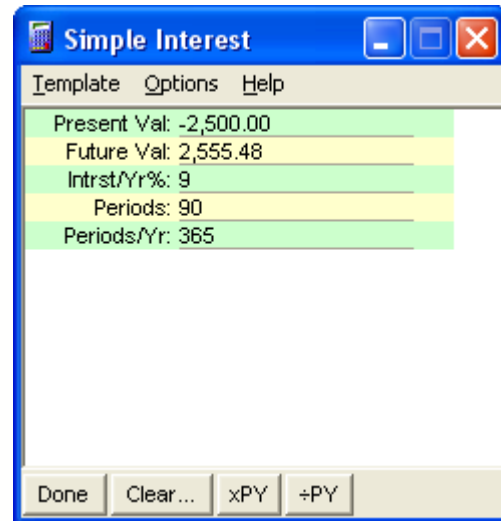 Simple Interest
Template Options Help
Present Val: -2,500.00
Future Val: 2,555.48
Intrst/Yr%: 9
Periods: 90
Periods/Yr: 365
Done Clear... xPY ÷PY